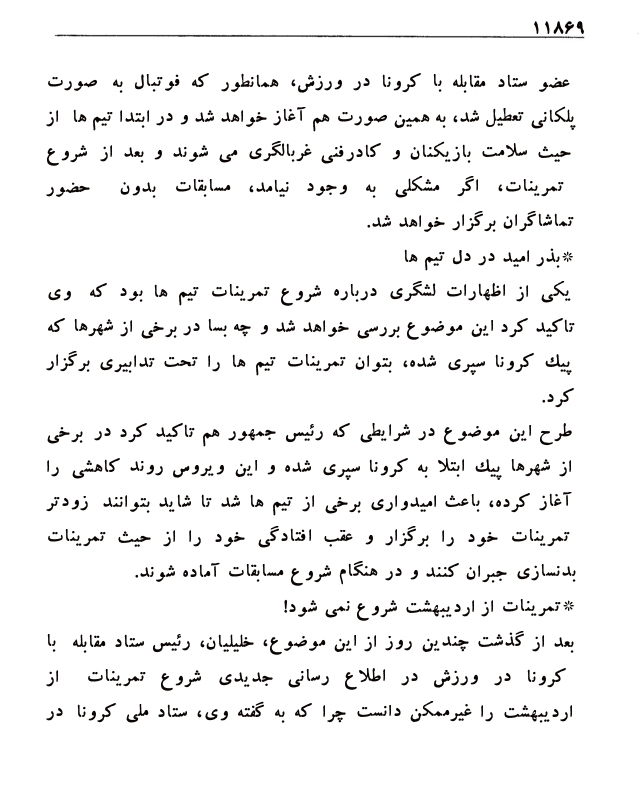 ۱۱۸۶۹
عضو ستاد مقابله با کرونا در ورزش، همانطور که فوتبال به صورت
پلکانی تعطیل شد، به همین صورت هم آغاز خواهد شد و در ابتدا تیم ها از
حیث سلامت بازیکنان و کادرفنی غربالگری می شوند و بعد از شروع
تمرینات، اگر مشکلی به وجود نیامد، مسابقات بدون حضور
تماشاگران برگزار خواهد شد.
*بذر امید در دل تیم ها
یکی از اظهارات لشگری درباره شروع تمرینات تیم ها بود که وی
تاکید کرد این موضوع بررسی خواهد شد و چه بسا در برخی از شهرها که
پیك کرونا سپری شده، بتوان تمرینات تیم ها را تحت تدابیری برگزار
کرد.
طرح این موضوع در شرایطی که رئیس جمهور هم تاکید کرد در برخی
از شهرها پیك ابتلا به کرونا سپری شده و این ویروس روند کاهشی را
آغاز کرده، باعث امیدواری برخی از تیم ها شد تا شاید بتوانند زودتر
تمرینات خود را برگزار و عقب افتادگی خود را از حیث تمرینات
بدنسازی جبران کنند و در هنگام شروع مسابقات آماده شوند.
*تمرینات از اردیبهشت شروع نمی شود!
بعد از گذشت چندین روز از این موضوع، خلیلیان، رئیس ستاد مقابله با
کرونا در ورزش در اطلاع رسانی جدیدی شروع تمرینات از
اردیبهشت را غیرممکن دانست چرا که به گفته وی، ستاد ملی کرونا در